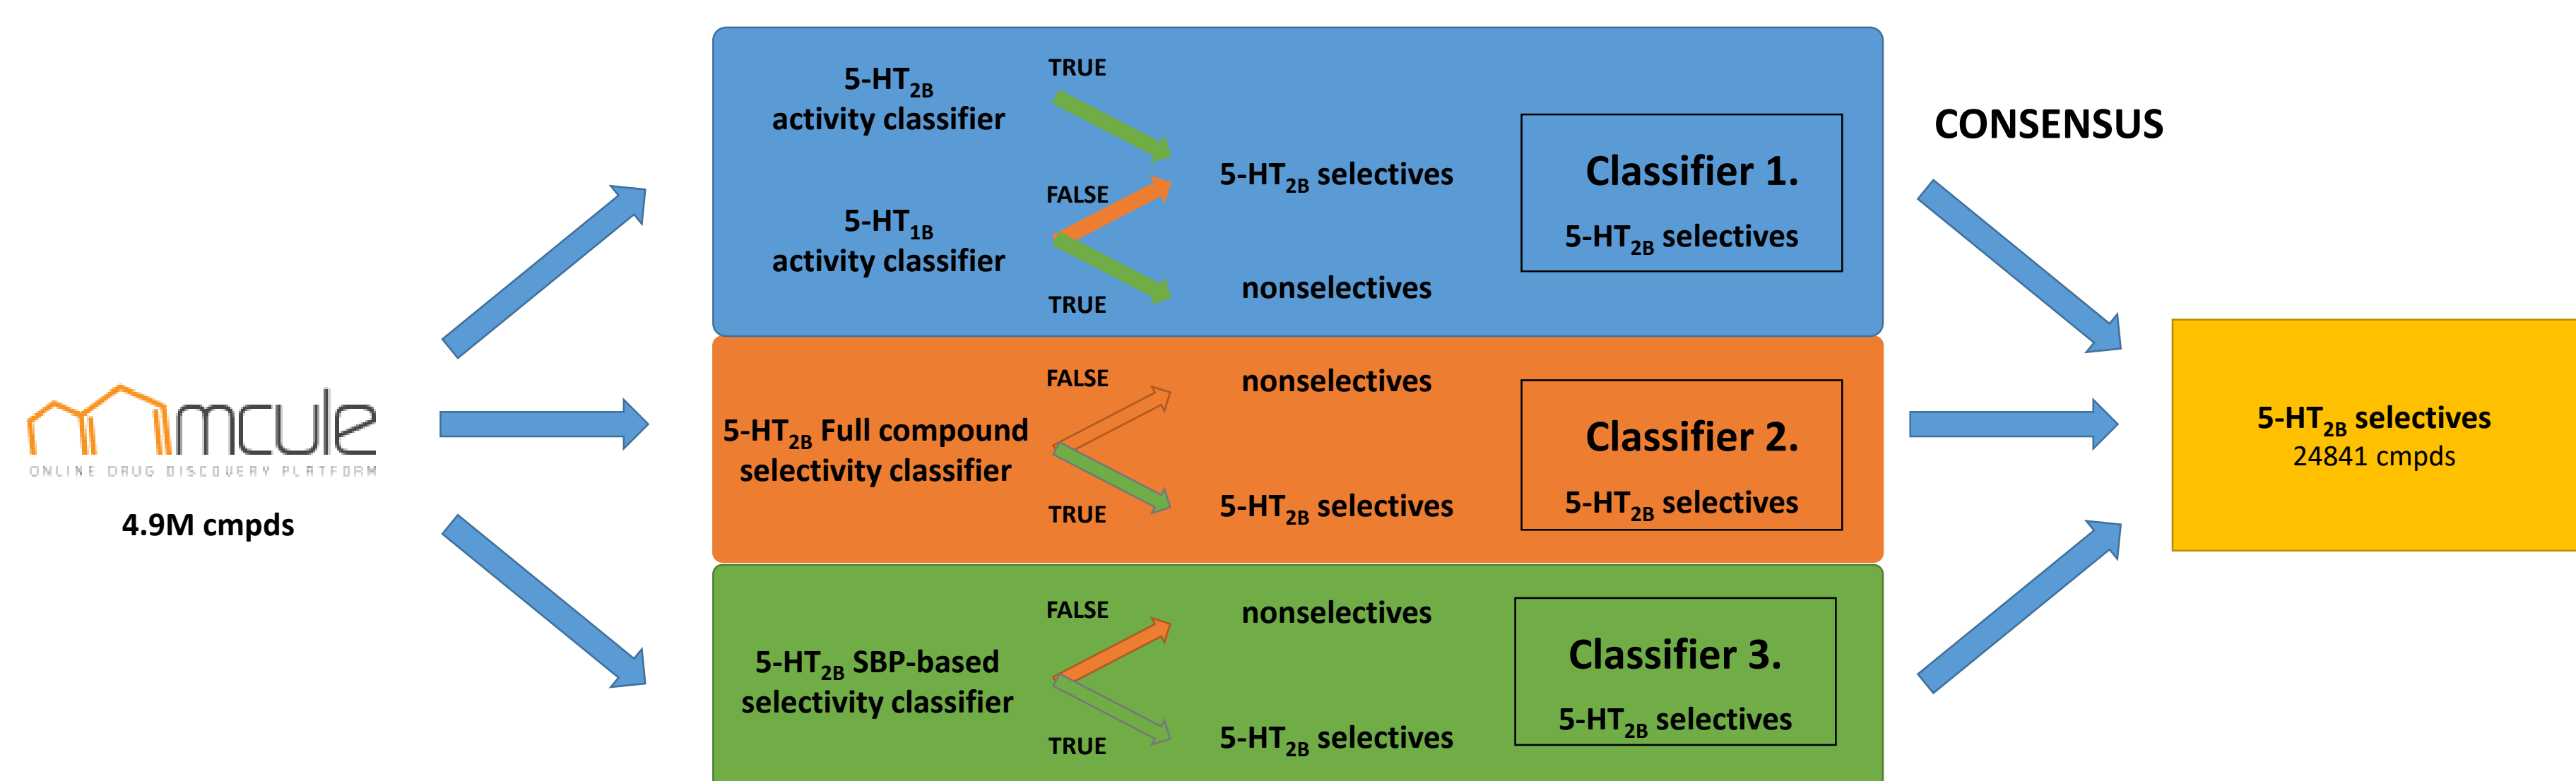 mcule
ONLINE DRUG DISCOVERY PLATFORM
4.9M cmpds
5-HT2B
activity classifier
5-HT1B
activity classifier
TRUE
FALSE
TRUE
5-HT2B selectives
nonselectives
Classifier 1.
5-HT2B selectives
5-HT2B Full compound
selectivity classifier
FALSE
TRUE
nonselectives
5-HT2B selectives
Classifier 2.
5-HT2B selectives
5-HT2B SBP-based
selectivity classifier
FALSE
TRUE
nonselectives
5-HT2B selectives
Classifier 3.
5-HT2B selectives
CONSENSUS
5-HT2B selectives
24841 cmpds